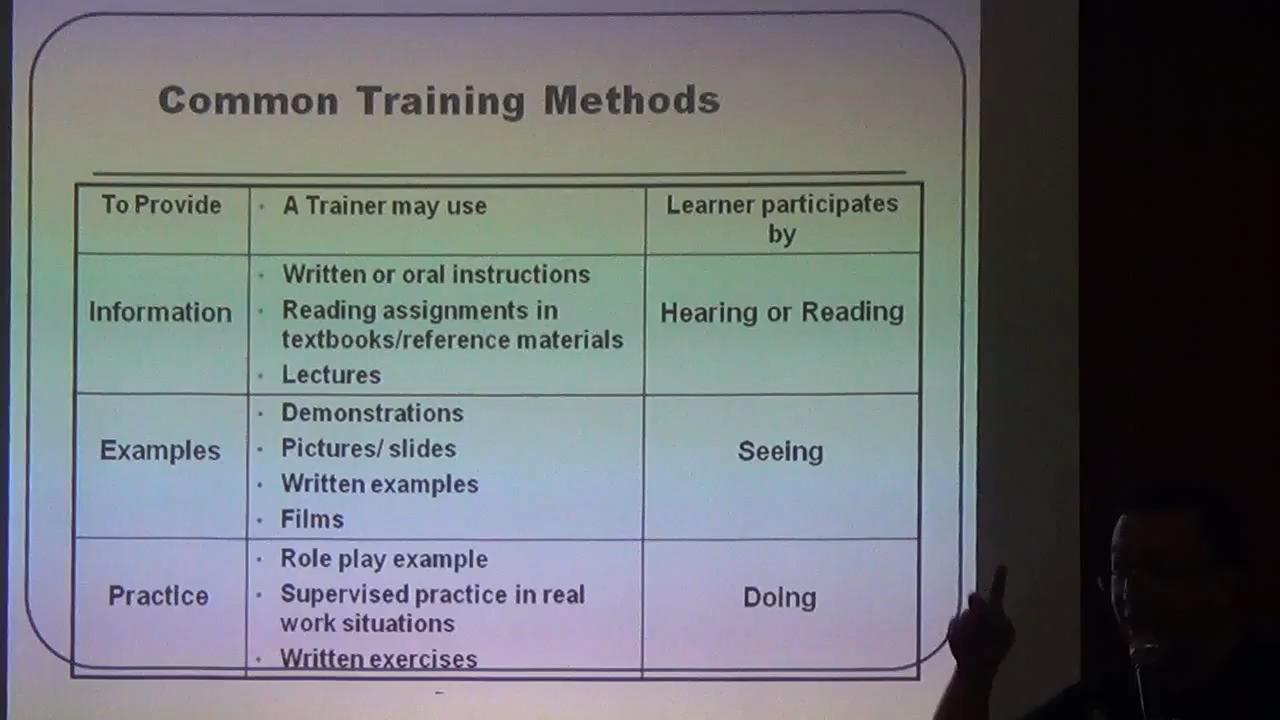 Common Training Methods
To Provide
· A Trainer may use
Learner participates
by
Information
· Written or oral instructions
· Reading assignments in
textbooks/reference materials
· Lectures
Hearing or Reading
Examples
· Demonstrations
· Pictures/ slides
· Written examples
· Films
Seeing
Practice
· Role play example
· Supervised practice in real
work situations
· Written exercises
Doing